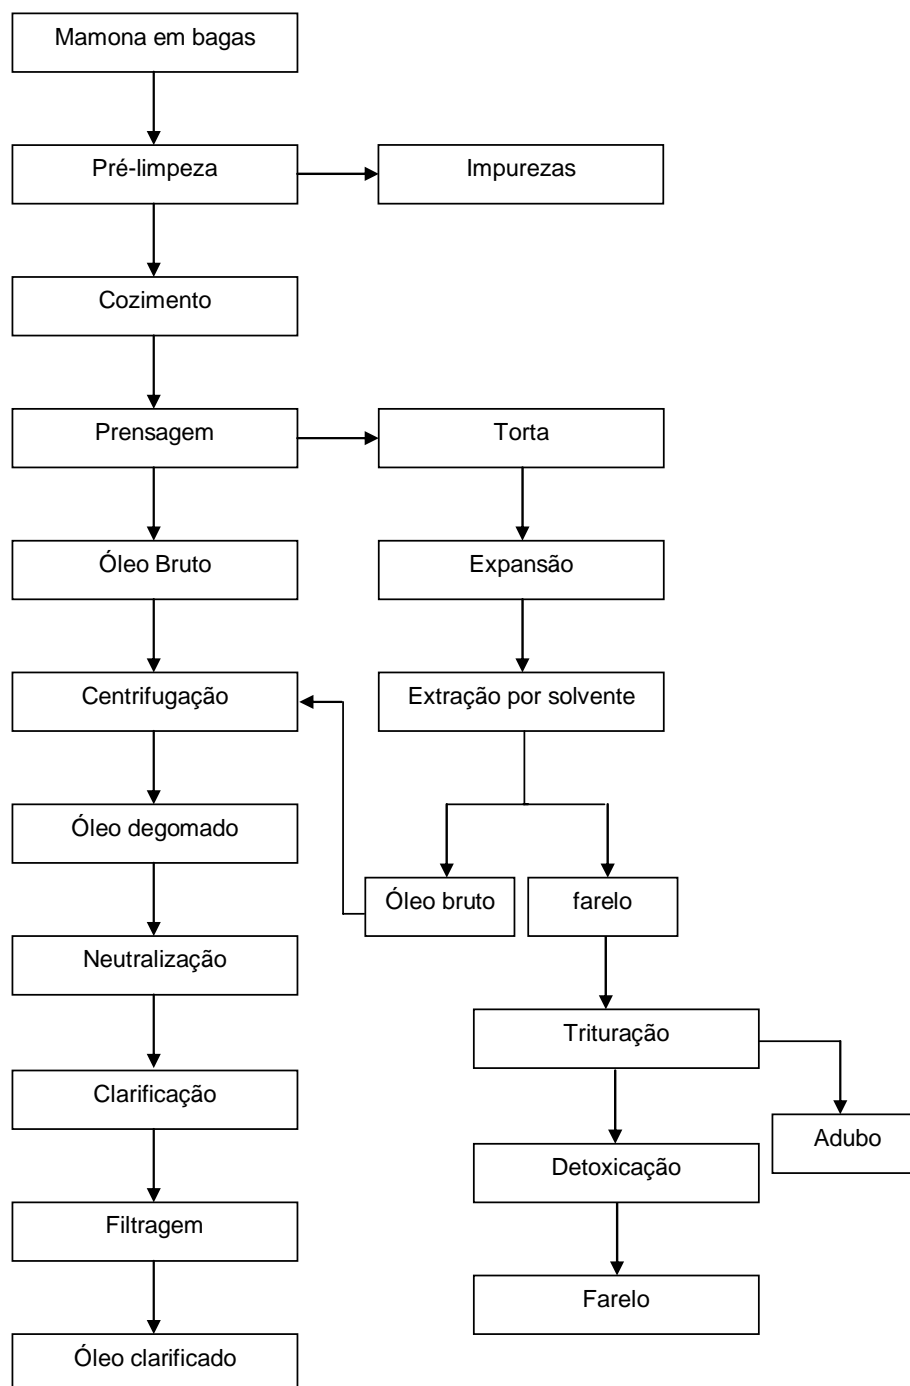 Mamona em bagas
Pré-limpeza
Impurezas
Cozimento
Prensagem
Torta
Óleo Bruto
Expansão
Centrifugação
Extração por solvente
Óleo degomado
Óleo bruto
farelo
Neutralização
Trituração
Clarificação
Adubo
Detoxicação
Filtragem
Farelo
Óleo clarificado